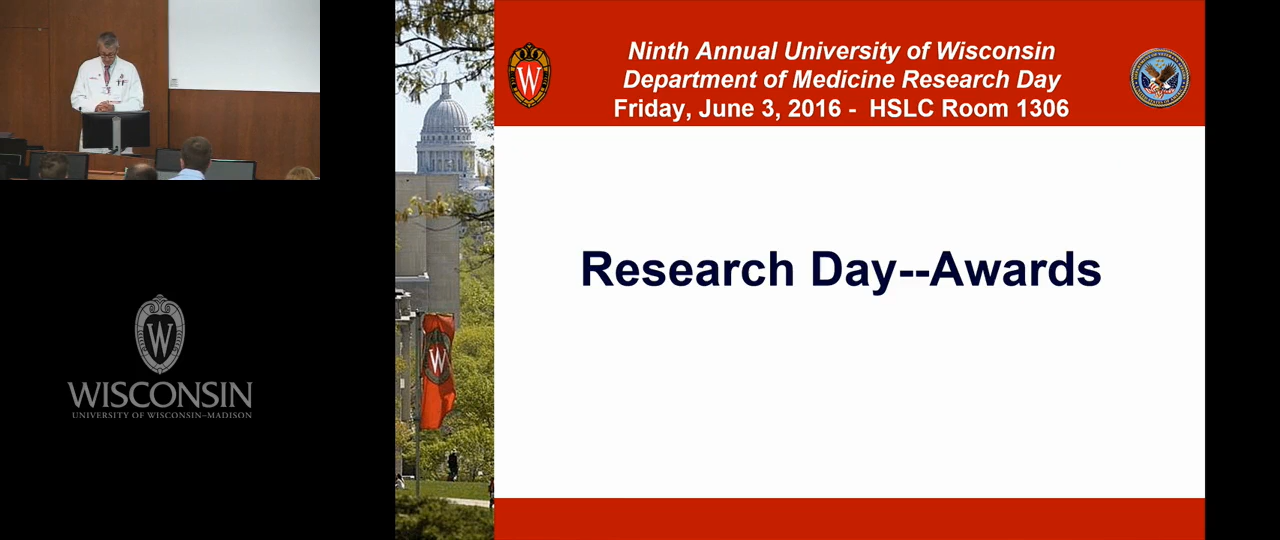 Ninth Annual University of Wisconsin
Department of Medicine Research Day
Friday, June 3, 2016 - HSLC Room 1306
W
Research Day--Awards
W
W
WISCONSIN
UNIVERSITY OF WISCONSIN–MADISON